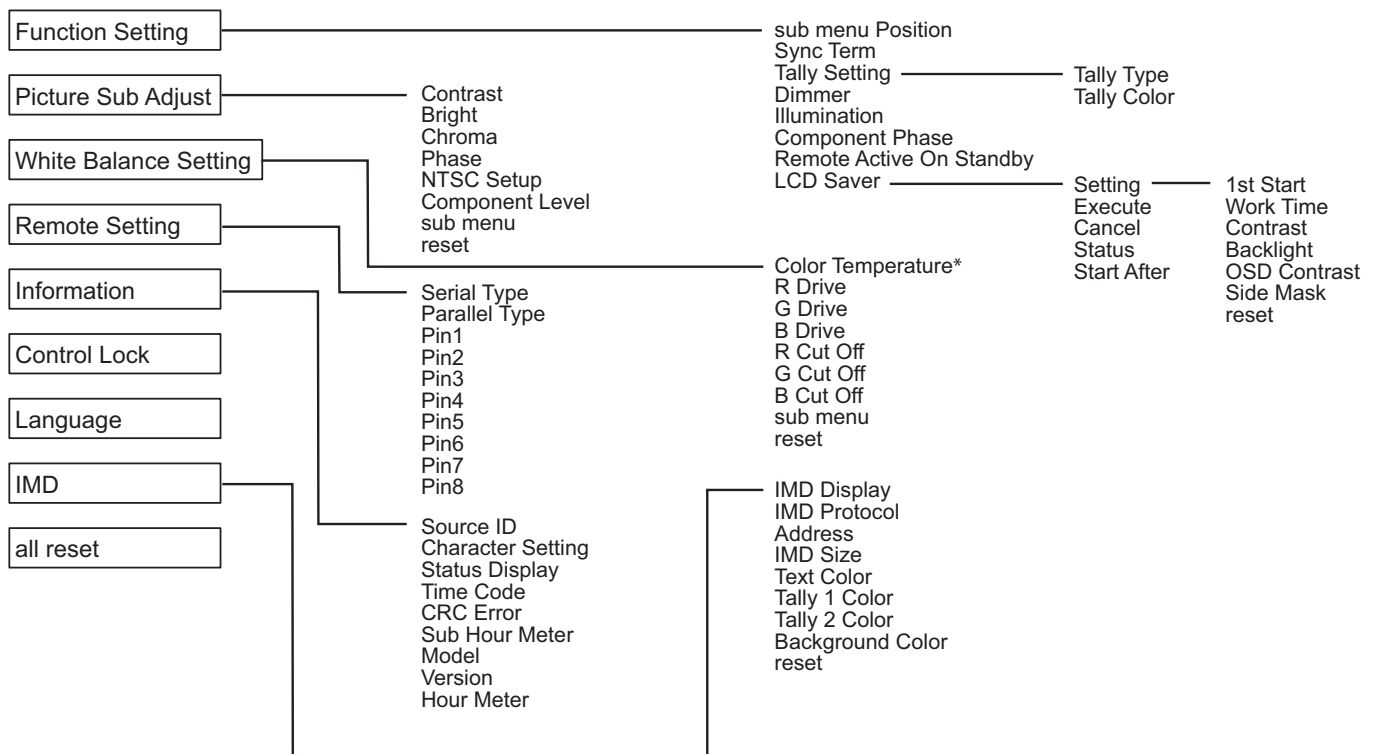 Function Setting
Picture Sub Adjust
White Balance Setting
Remote Setting
Information
Control Lock
Language
IMD
all reset
Contrast
Bright
Chroma
Phase
NTSC Setup
Component Level
sub menu
reset
Serial Type
Parallel Type
Pin1
Pin2
Pin3
Pin4
Pin5
Pin6
Pin7
Pin8
Source ID
Character Setting
Status Display
Time Code
CRC Error
Sub Hour Meter
Model
Version
Hour Meter
sub menu Position
Sync Term
Tally Setting
Dimmer
Illumination
Component Phase
Remote Active On Standby
LCD Saver
Color Temperature*
R Drive
G Drive
B Drive
R Cut Off
G Cut Off
B Cut Off
sub menu
reset
IMD Display
IMD Protocol
Address
IMD Size
Text Color
Tally 1 Color
Tally 2 Color
Background Color
reset
Tally Type
Tally Color
Setting
Execute
Cancel
Status
Start After
1st Start
Work Time
Contrast
Backlight
OSD Contrast
Side Mask
reset